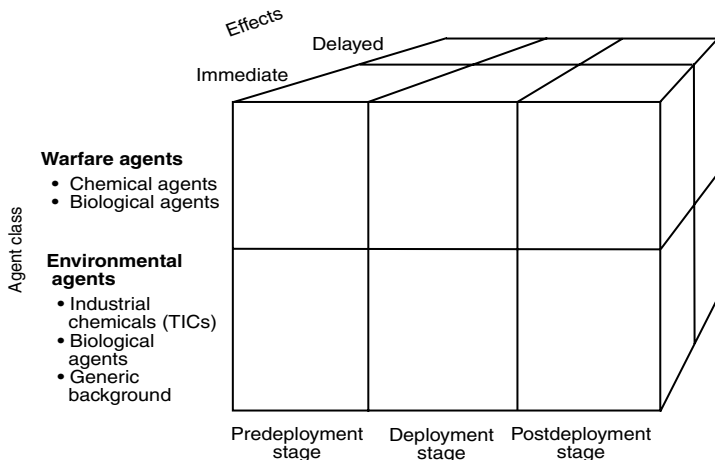 Effects
Delayed
Immediate
Agent class
Warfare agents
• Chemical agents
• Biological agents
Environmental
agents
• Industrial
chemicals (TICs)
• Biological
agents
• Generic
background
Predeployment
stage
Deployment
stage
Postdeployment
stage